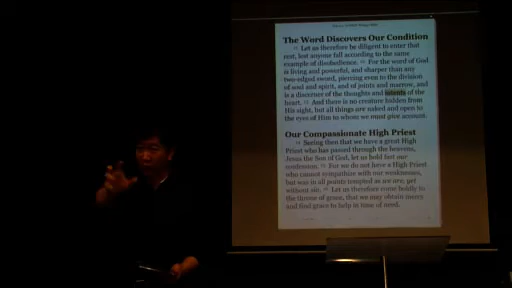 The Word Discovers Our Condition
11 Let us therefore be diligent to enter that
rest, lest anyone fall according to the same
example of disobedience. 12 For the word of God
is living and powerful, and sharper than any
two-edged sword, piercing even to the division
of soul and spirit, and of joints and marrow, and
is a discerner of the thoughts and intents of the
heart. 13 And there is no creature hidden from
His sight, but all things are naked and open to
the eyes of Him to whom we must give account.
Our Compassionate High Priest
14 Seeing then that we have a great High
Priest who has passed through the heavens,
Jesus the Son of God, let us hold fast our
confession. 15 For we do not have a High Priest
who cannot sympathize with our weaknesses,
but was in all points tempted as we are, yet
without sin. 16 Let us therefore come boldly to
the throne of grace, that we may obtain mercy
and find grace to help in time of need.